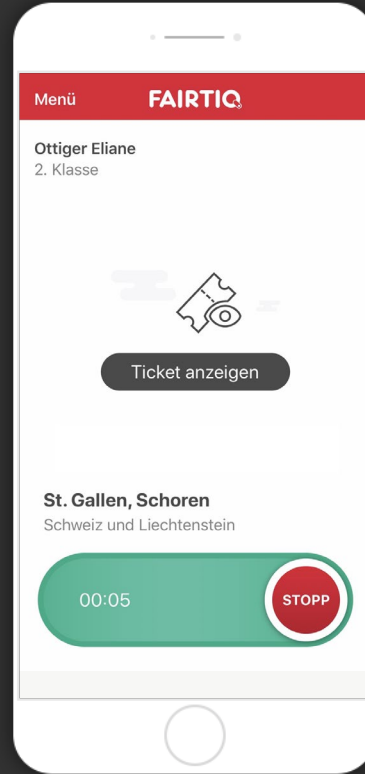 Menü
FAIRTIQ
Ottiger Eliane
2. Klasse
Ticket anzeigen
St. Gallen, Schoren
Schweiz und Liechtenstein
00:05
STOPP